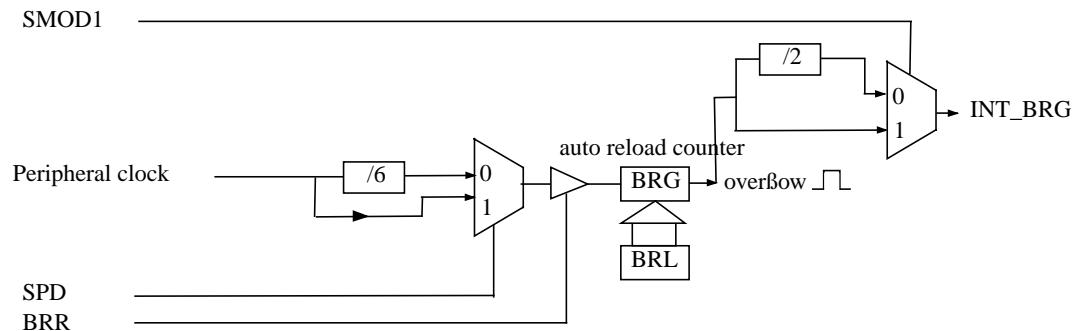 SMOD1
/2
0
INT_BRG
1
auto reload counter
Peripheral clock
/6
0
BRG
overßow
1
BRL
SPD
BRR